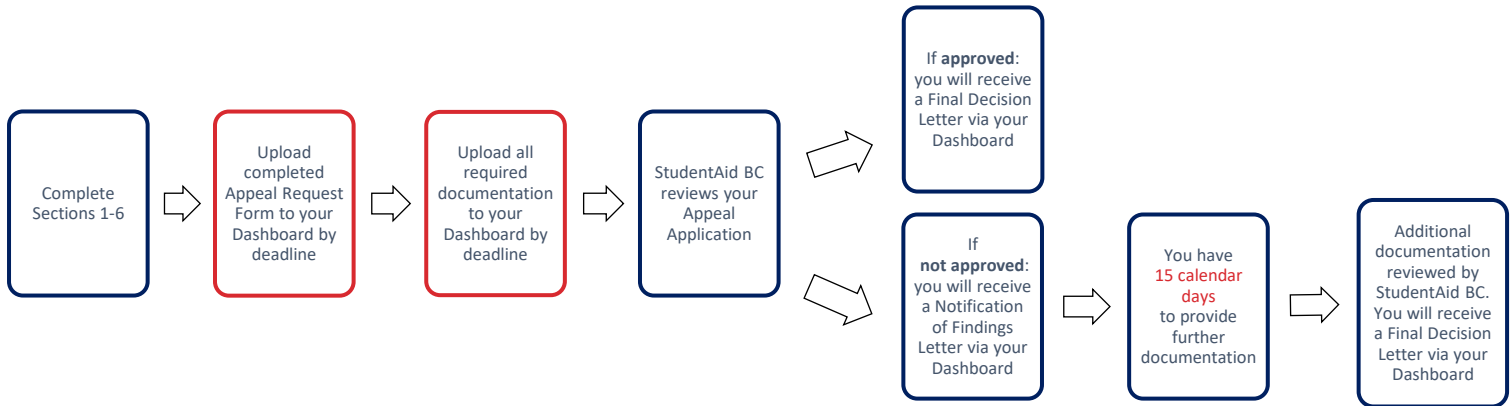 Complete
Sections 1-6
Upload
completed
Appeal Request
Form to your
Dashboard by
deadline
Upload all
required
documentation
to your
Dashboard by
deadline
StudentAid BC
reviews your
Appeal
Application
If approved:
you will receive
a Final Decision
Letter via your
Dashboard
If
not approved:
you will receive
a Notification
of Findings
Letter via your
Dashboard
You have
15 calendar
days
to provide
further
documentation
Additional
documentation
reviewed by
StudentAid BC.
You will receive
a Final Decision
Letter via your
Dashboard